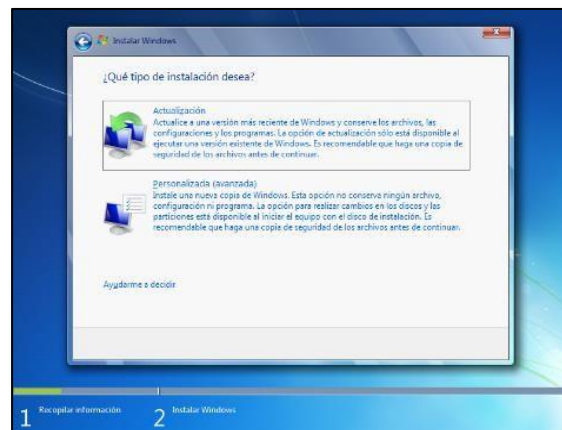 Instalar Windows
¿Qué tipo de instalación desea?
Actualización
Actualice a una versión más reciente de Windows y conserve los archivos, las
configuraciones y los programas. La opción de actualización sólo está disponible al
ejecutar una versión existente de Windows. Es recomendable que haga una copia de
seguridad de los archivos antes de continuar.
Personalizada (avanzada)
Instale una nueva copia de Windows. Esta opción no conserva ningún archivo,
configuración ni programa. La opción para realizar cambios en los discos y las
particiones está disponible al iniciar el equipo con el disco de instalación. Es
recomendable que haga una copia de seguridad de los archivos antes de continuar.
Ayudarme a decidir
1 Recopilar información 2 Instalar Windows